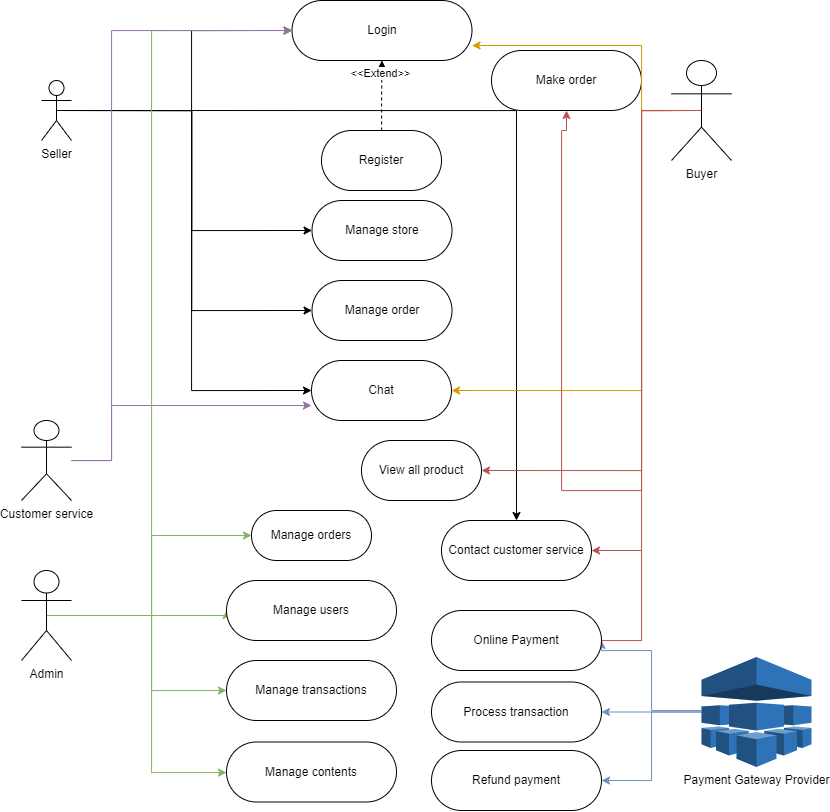 Login
<<Extend>>
Make order
Seller
Register
Buyer
Manage store
Manage order
Chat
View all product
Customer service
Manage orders
Contact customer service
Manage users
Online Payment
Admin
Manage transactions
Process transaction
Manage contents
Refund payment
Payment Gateway Provider